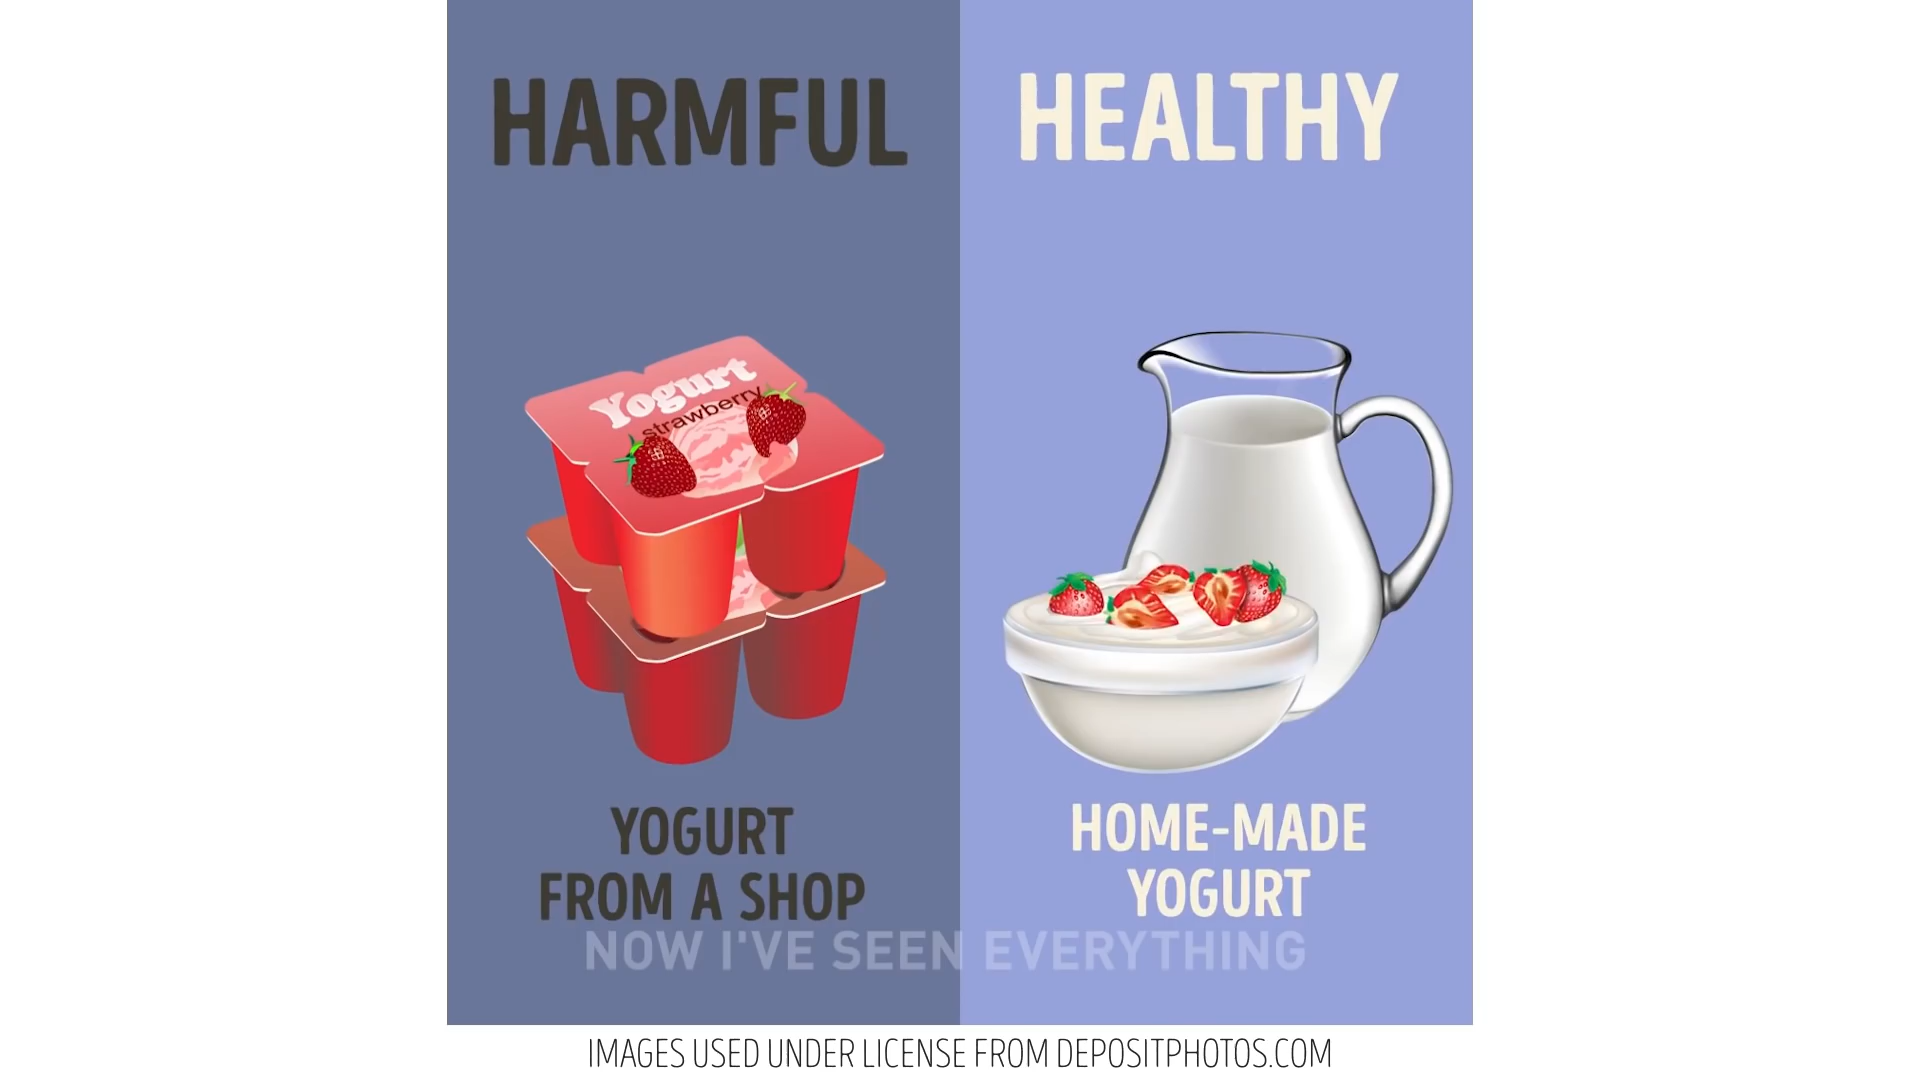 HARMFUL
HEALTHY
Yogurt
strawberry
YOGURT
FROM A SHOP
HOME-MADE
YOGURT
NOW I'VE SEEN EVERYTHING
IMAGES USED UNDER LICENSE FROM DEPOSITPHOTOS.COM